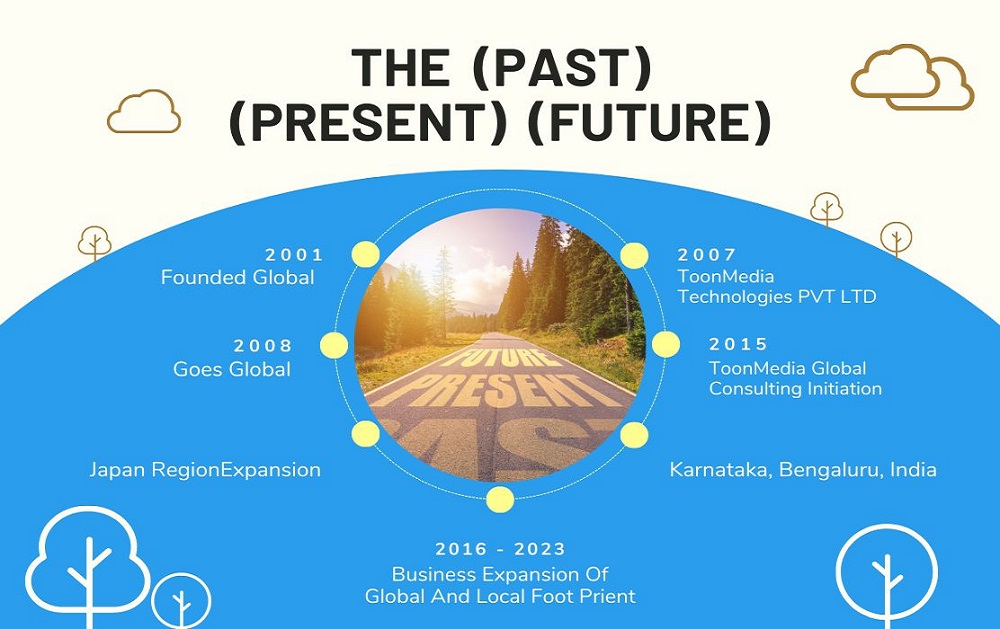 THE (PAST)
(PRESENT) (FUTURE)
2001
Founded Global
2007
ToonMedia
Technologies PVT LTD
2008
Goes Global
2015
ToonMedia Global
Consulting Initiation
FUTURE
PRESENT
PAST
Japan RegionExpansion
Karnataka, Bengaluru, India
2016 - 2023
Business Expansion Of
Global And Local Foot Prient